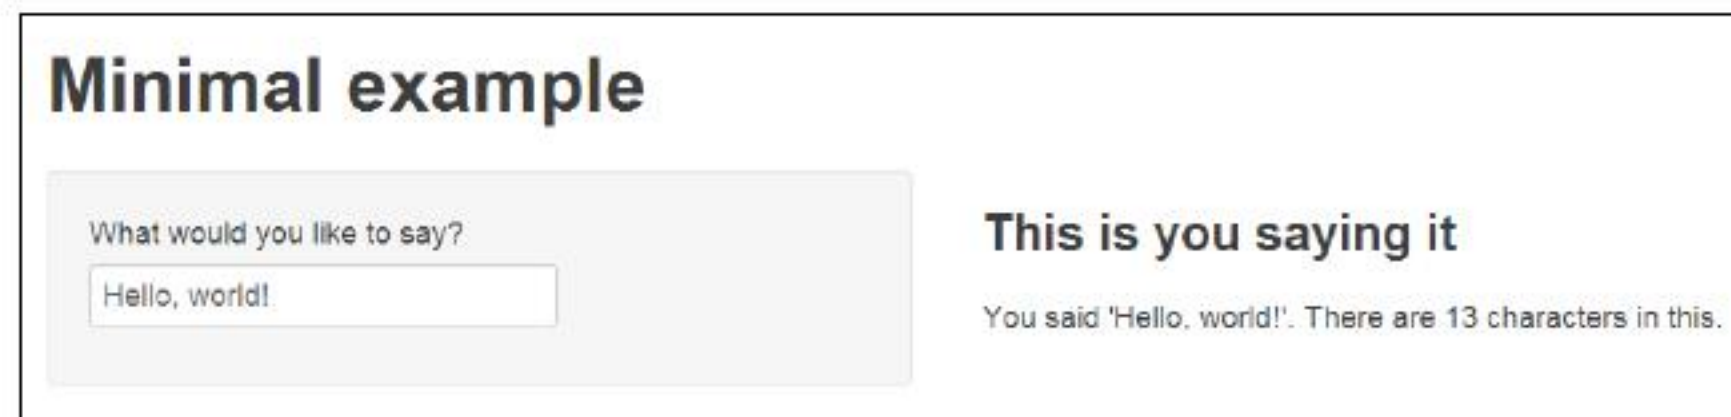 Minimal example
What would you like to say?
Hello, world!
This is you saying it
You said 'Hello, world!'. There are 13 characters in this.